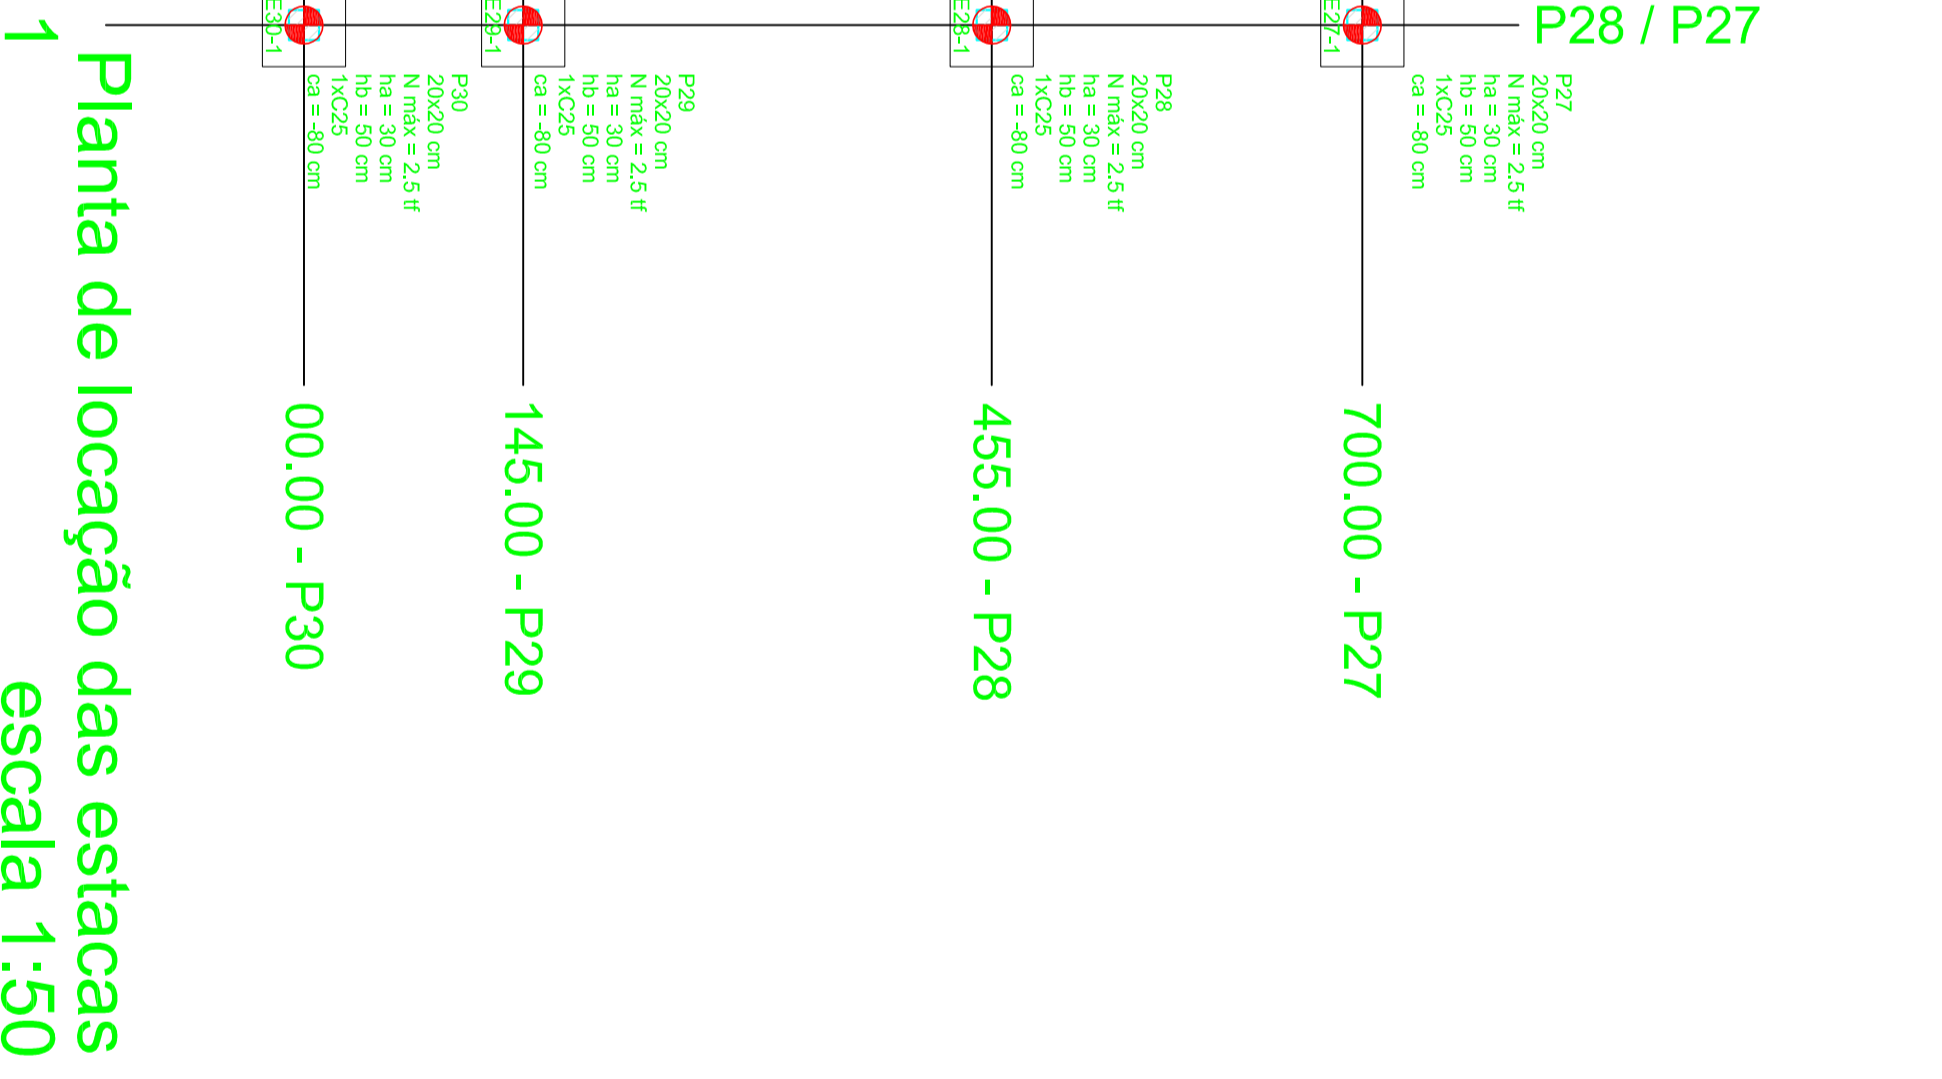 P28 / P27
E30-1
E29-1
E28-1
E27-1
P30
20x20 cm
N máx = 2.5 tf
ha = 30 cm
hb = 50 cm
1xC25
ca = -80 cm
P29
20x20 cm
N máx = 2.5 tf
ha = 30 cm
hb = 50 cm
1xC25
ca = -80 cm
P28
20x20 cm
N máx = 2.5 tf
ha = 30 cm
hb = 50 cm
1xC25
ca = -80 cm
P27
20x20 cm
N máx = 2.5 tf
ha = 30 cm
hb = 50 cm
1xC25
ca = -80 cm
00.00 - P30
145.00 - P29
455.00 - P28
700.00 - P27
Planta de locação das estacas
1
escala 1:50